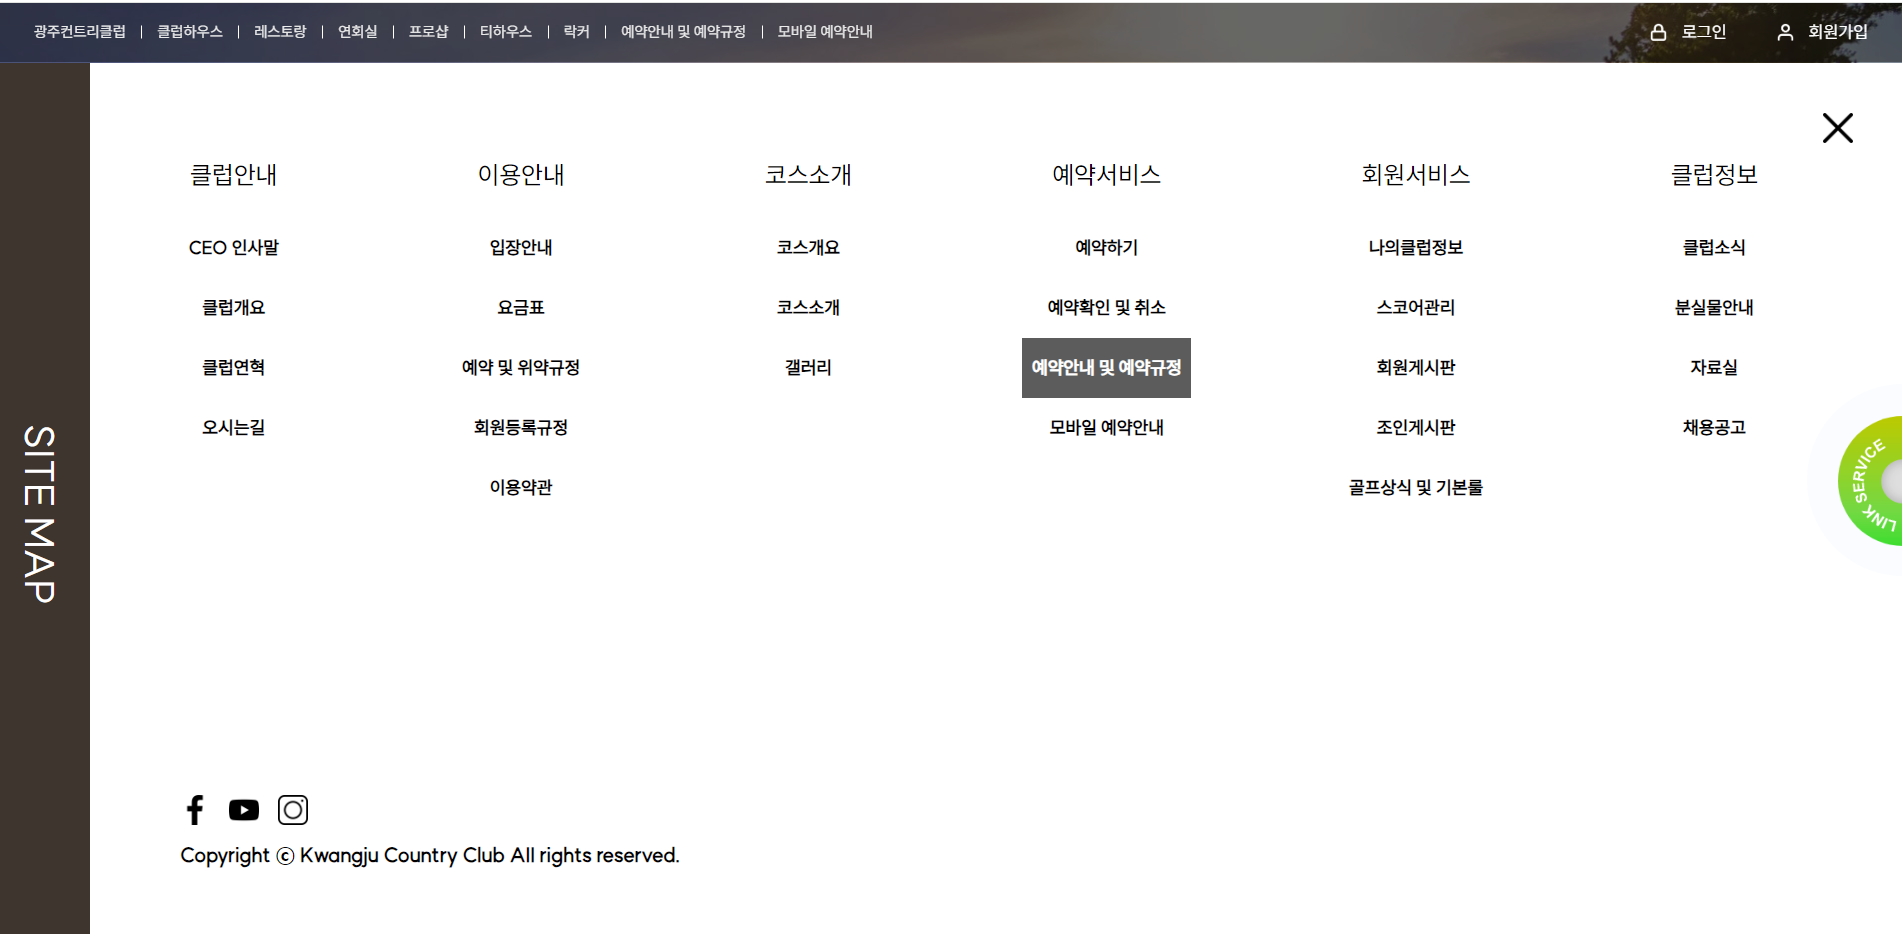 광주컨트리클럽 | 클럽하우스 | 레스토랑 | 연회실 | 프로샵 | 티하우스 | 락커 | 예약안내 및 예약규정 | 모바일 예약안내
로그인 회원가입
SITE MAP
클럽안내
CEO 인사말
클럽개요
클럽연혁
오시는길
이용안내
입장안내
요금표
예약 및 위약규정
회원등록규정
이용약관
코스소개
코스개요
코스소개
갤러리
예약서비스
예약하기
예약확인 및 취소
예약안내 및 예약규정
모바일 예약안내
회원서비스
나의클럽정보
스코어관리
회원게시판
조인게시판
골프상식 및 기본룰
클럽정보
클럽소식
분실물안내
자료실
채용공고
LINK SERVICE
Copyright ⓒ Kwangju Country Club All rights reserved.